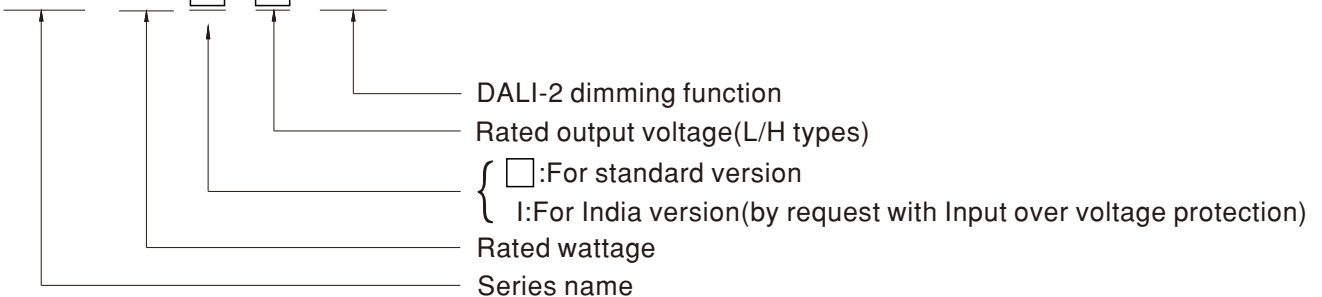 DALI-2 dimming function
Rated output voltage(L/H types)
□:For standard version
I:For India version(by request with Input over voltage protection)
Rated wattage
Series name